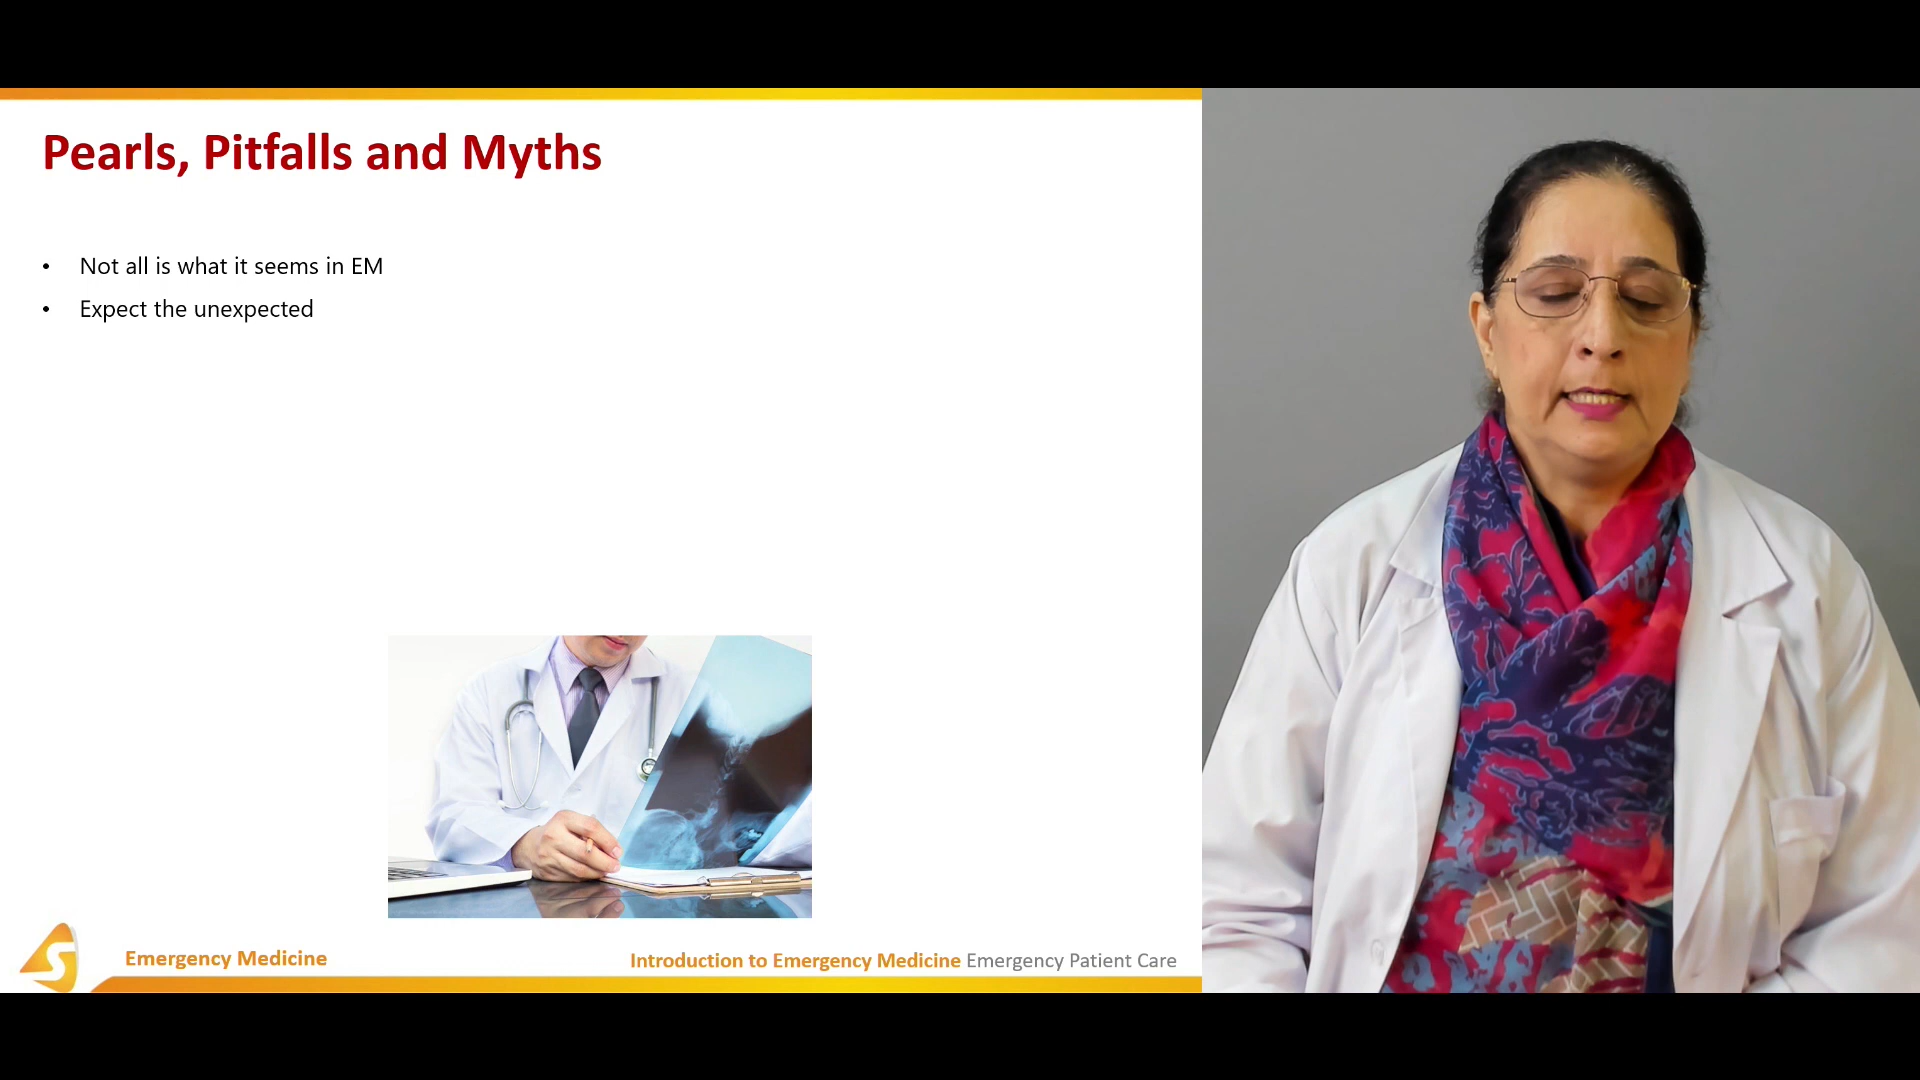 Pearls, Pitfalls and Myths
• Not all is what it seems in EM
• Expect the unexpected
Emergency Medicine
Introduction to Emergency Medicine Emergency Patient Care